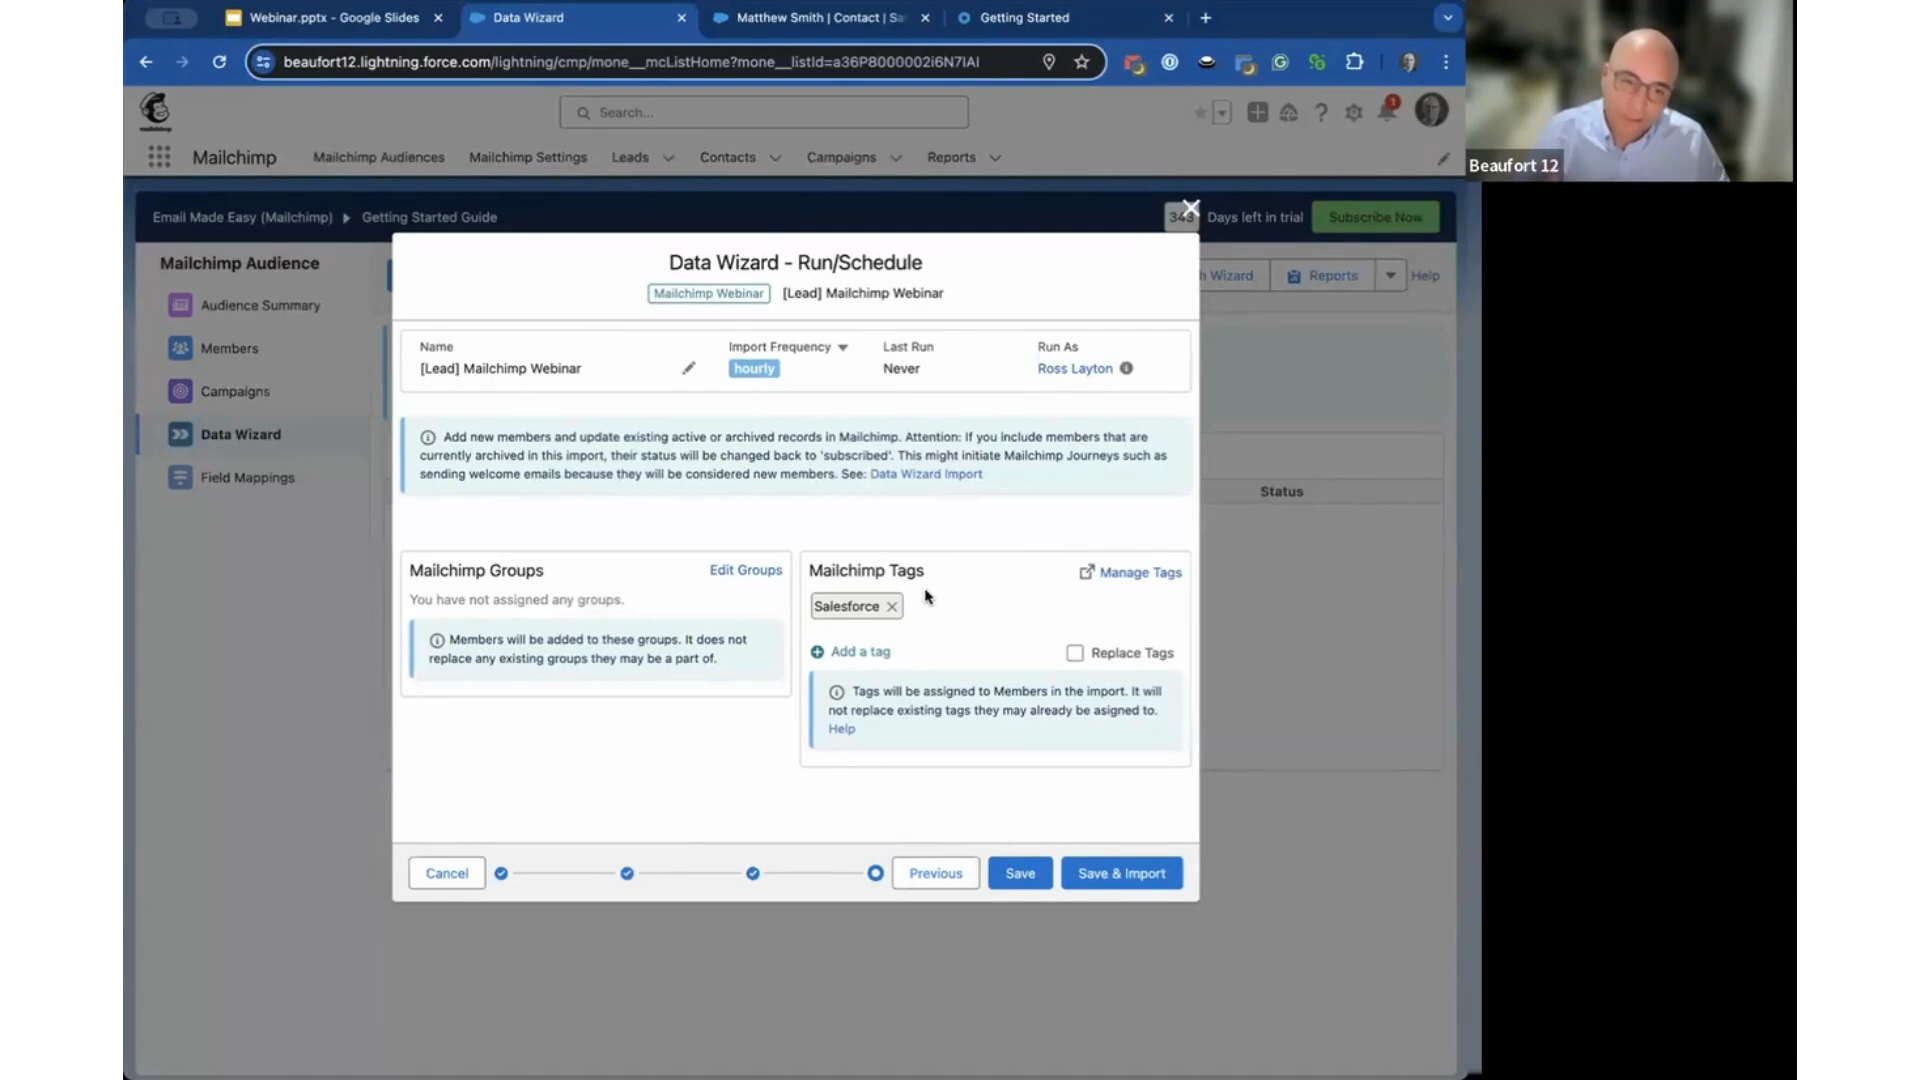 Webinar.pptx - Google Slides
Data Wizard
Matthew Smith | Contact | Sa
Getting Started
beaufort12.lightning.force.com/lightning/cmp/mone__mcListHome?mone__listId=a36P8000002i6N7IAI
mailchimp
Search...
1
Mailchimp
Mailchimp Audiences
Mailchimp Settings
Leads
Contacts
Campaigns
Reports
Beaufort 12
Email Made Easy (Mailchimp)
Getting Started Guide
343 Days left in trial
Subscribe Now
Mailchimp Audience
Audience Summary
Members
Campaigns
Data Wizard
Field Mappings
h Wizard
Reports
Help
Status
Data Wizard - Run/Schedule
Mailchimp Webinar [Lead] Mailchimp Webinar
Name
[Lead] Mailchimp Webinar
Import Frequency
hourly
Last Run
Never
Run As
Ross Layton
Add new members and update existing active or archived records in Mailchimp. Attention: If you include members that are
currently archived in this import, their status will be changed back to 'subscribed'. This might initiate Mailchimp Journeys such as
sending welcome emails because they will be considered new members. See: Data Wizard Import
Mailchimp Groups
Edit Groups
You have not assigned any groups.
Members will be added to these groups. It does not
replace any existing groups they may be a part of.
Mailchimp Tags
Manage Tags
Salesforce
Add a tag
Replace Tags
Tags will be assigned to Members in the import. It will
not replace existing tags they may already be asigned to.
Help
Cancel
Previous
Save
Save & Import